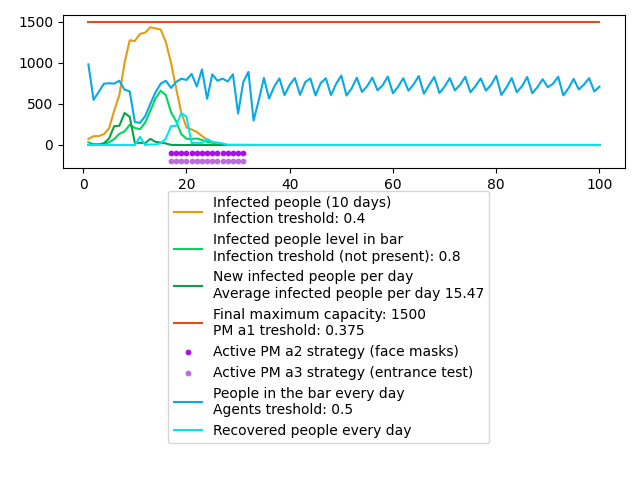 1500
1000
500
0
0 20 40 60 80 100
Infected people (10 days)
Infection treshold: 0.4
Infected people level in bar
Infection treshold (not present): 0.8
New infected people per day
Average infected people per day 15.47
Final maximum capacity: 1500
PM a1 treshold: 0.375
Active PM a2 strategy (face masks)
Active PM a3 strategy (entrance test)
People in the bar every day
Agents treshold: 0.5
Recovered people every day